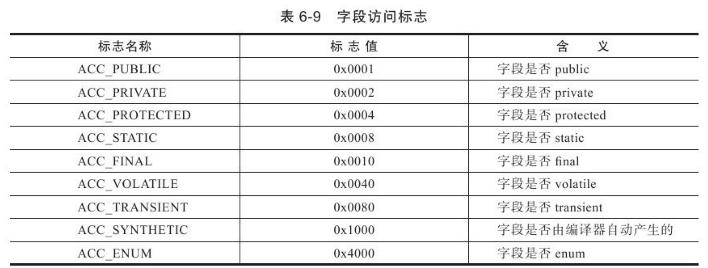 表 6-9 字段访问标志
标志名称 标 志 值 含 义
ACC_PUBLIC 0x0001 字段是否 public
ACC_PRIVATE 0x0002 字段是否 private
ACC_PROTECTED 0x0004 字段是否 protected
ACC_STATIC 0x0008 字段是否 static
ACC_FINAL 0x0010 字段是否 final
ACC_VOLATILE 0x0040 字段是否 volatile
ACC_TRANSIENT 0x0080 字段是否 transient
ACC_SYNTHETIC 0x1000 字段是否由编译器自动产生的
ACC_ENUM 0x4000 字段是否 enum